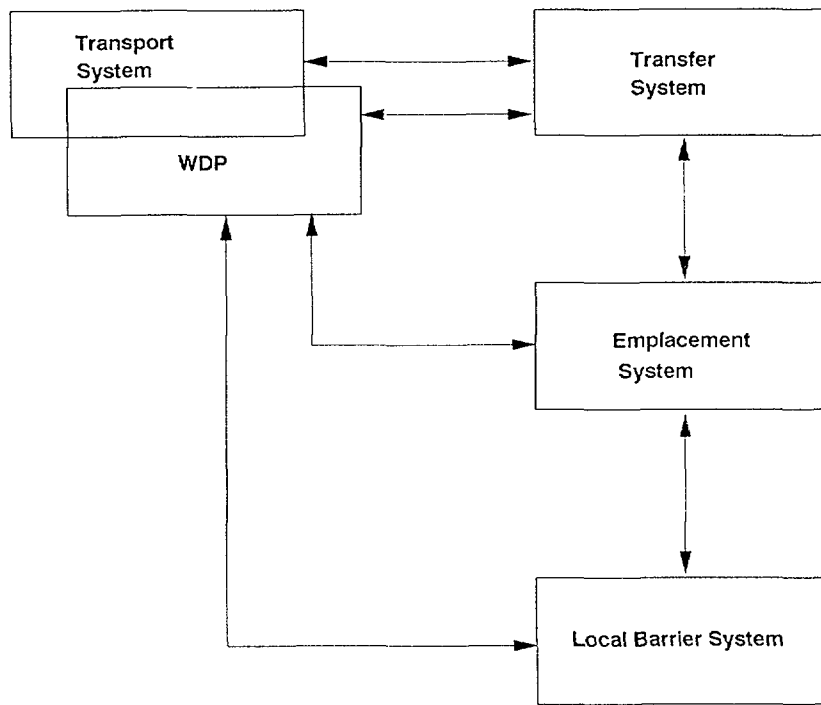 Transport
System
Transfer
System
WDP
Emplacement
System
Local Barrier System